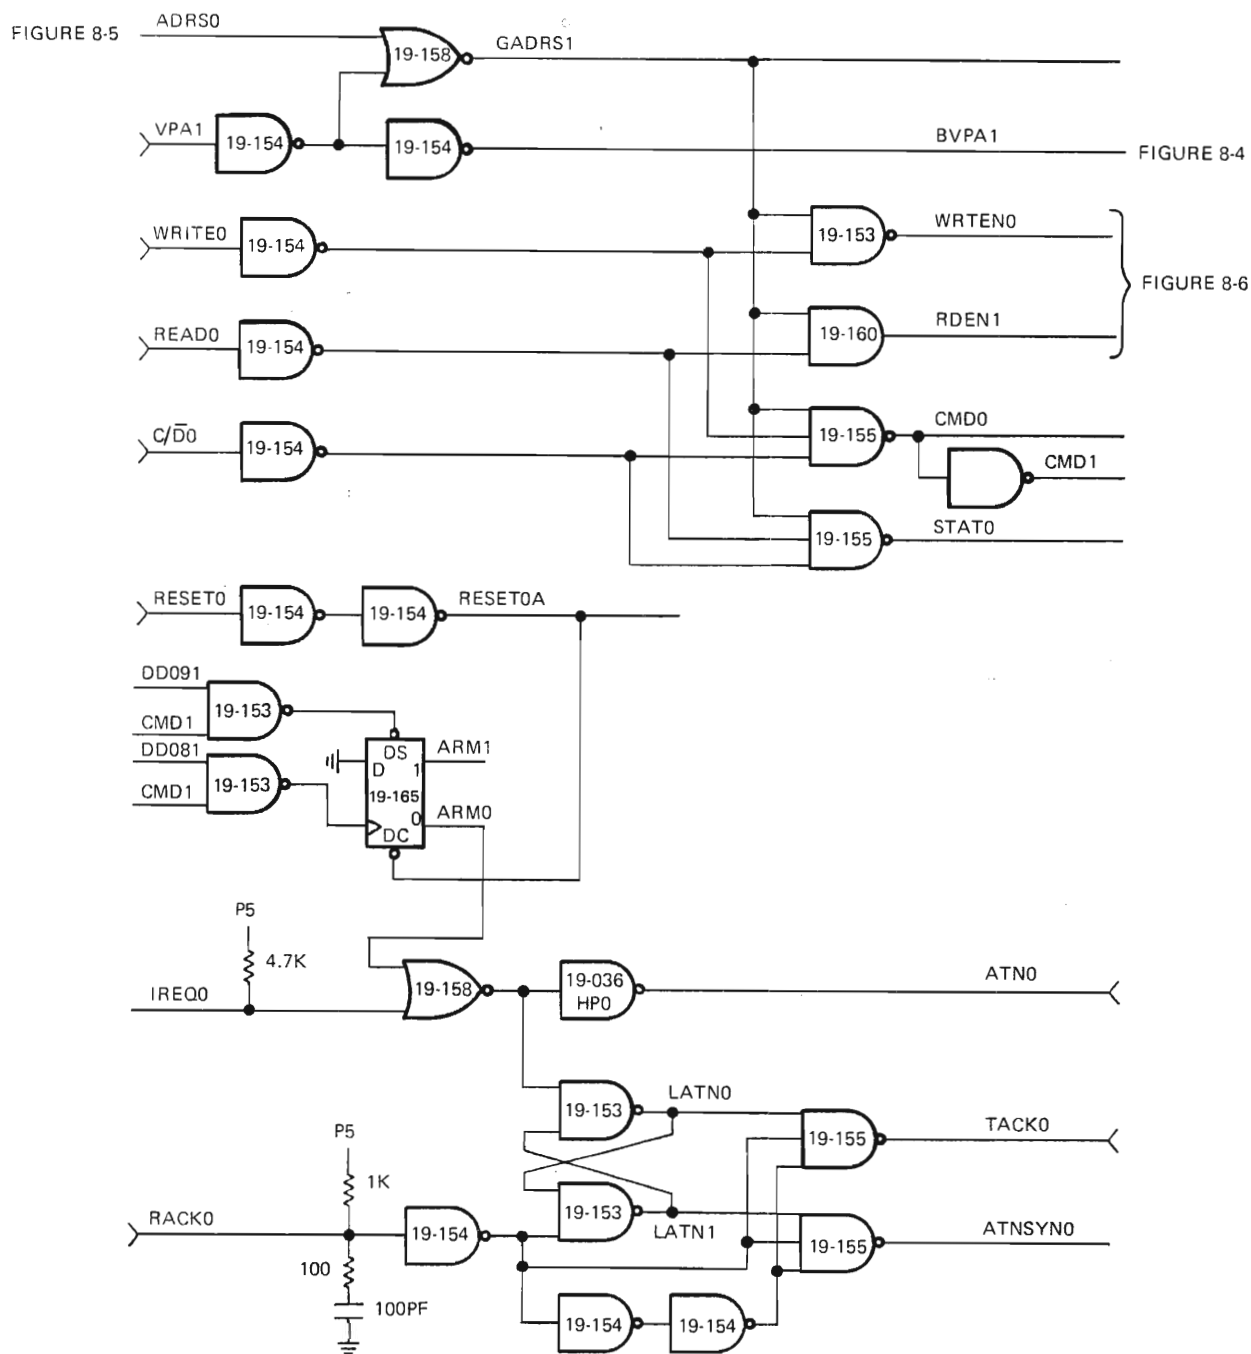 FIGURE 8-5
ADRS0
19-158
GADRS1
VPA1
19-154
19-154
BVPA1
FIGURE 8-4
WRITE0
19-154
19-153
WRTEN0
FIGURE 8-6
READ0
19-154
19-160
RDEN1
C/D̅0
19-154
19-155
CMD0
CMD1
19-155
STAT0
RESET0
19-154
19-154
RESET0A
DD091
19-153
CMD1
DD081
19-153
CMD1
DS
D
1
19-165
0
DC
ARM1
ARM0
P5
4.7K
IREQ0
19-158
19-036
HP0
ATN0
19-153
LATN0
19-155
TACK0
P5
1K
RACK0
19-154
19-153
LATN1
19-155
ATNSYN0
100
100PF
19-154
19-154